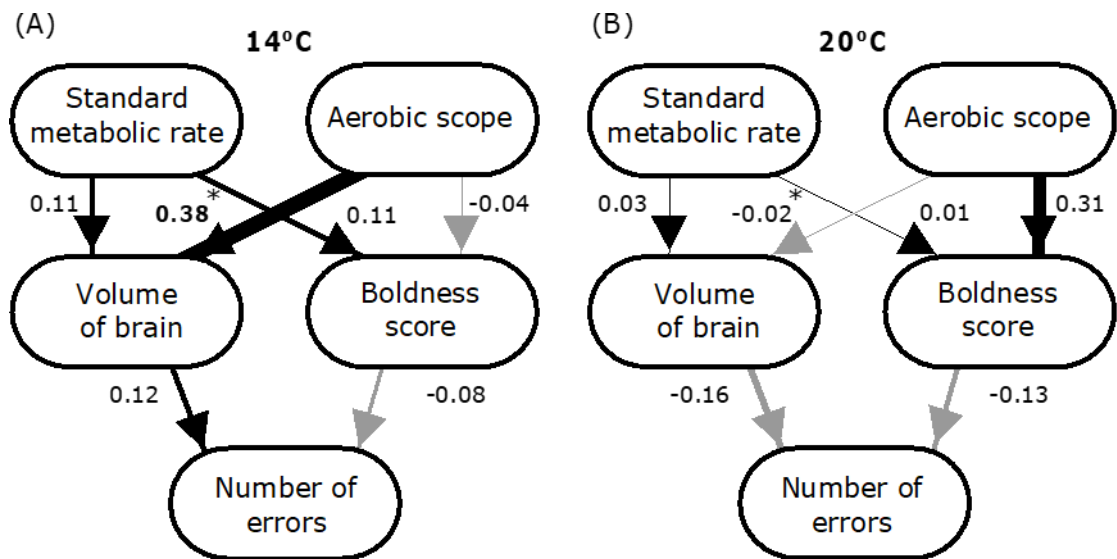 (A)
14ºC
Standard
metabolic rate
Aerobic scope
0.11
0.38*
0.11
-0.04
Volume
of brain
Boldness
score
0.12
-0.08
Number of
errors
(B)
20ºC
Standard
metabolic rate
Aerobic scope
0.03
-0.02*
0.01
0.31
Volume
of brain
Boldness
score
-0.16
-0.13
Number of
errors